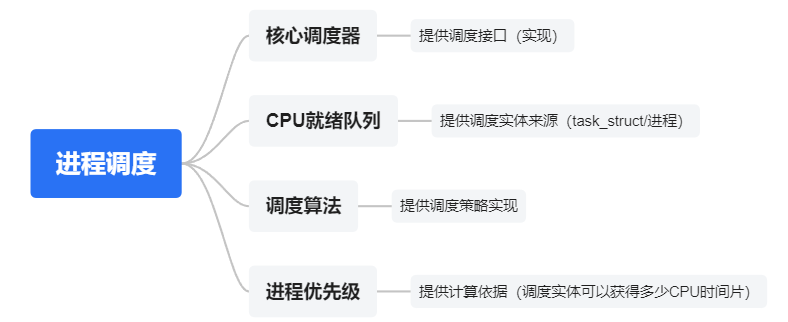 进程调度
核心调度器
提供调度接口（实现）
CPU就绪队列
提供调度实体来源（task_struct/进程）
调度算法
提供调度策略实现
进程优先级
提供计算依据（调度实体可以获得多少CPU时间片）